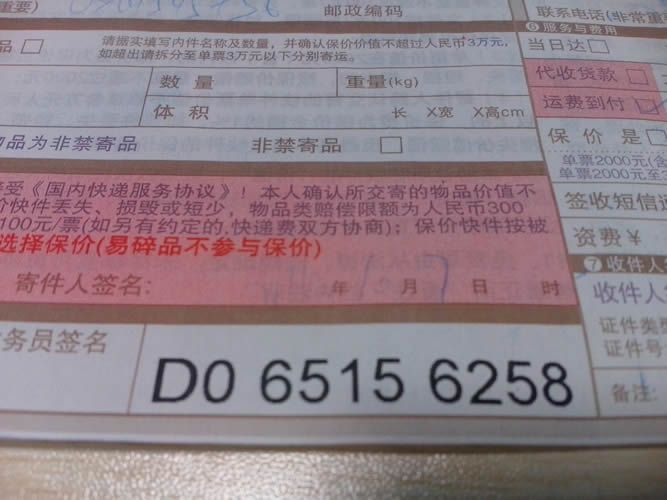 重要)
邮政编码
联系电话(非常重
6 服务与费用
品 □
请据实填写内件名称及数量，并确认保价价值不超过人民币3万元，
如超出请拆分至单票3万元以下分别寄运。
当日达□
数 量
重量(kg)
代收货款 □
体 积
长 X宽 X高cm
运费到付 ☑
物品为非禁寄品
非禁寄品 □
保 价 是□
单票2000元(含
单票2000元至3
接受《国内快递服务协议》！本人确认所交寄的物品价值不
价快件丢失、损毁或短少，物品类赔偿限额为人民币300
100元/票(如另有约定的,快递费双方协商)；保价快件按被
选择保价(易碎品不参与保价)
签收短信
资费￥
7 收件人
寄件人签名:
年 月 日 时
收件人
证件类型
证件号
务员签名
D0 6515 6258
备注: